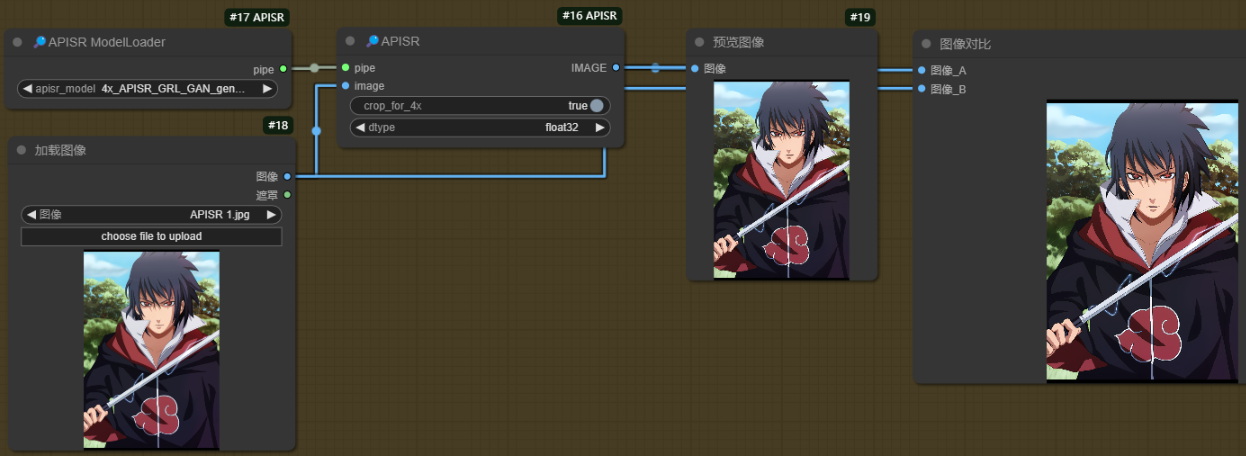 #17 APISR
APISR ModelLoader
pipe
apisr_model 4x_APISR_GRL_GAN_gen...
#18
加载图像
图像
遮罩
图像 APISR 1.jpg
choose file to upload
#16 APISR
APISR
pipe IMAGE
image
crop_for_4x true
dtype float32
#19
预览图像
图像
图像对比
图像_A
图像_B